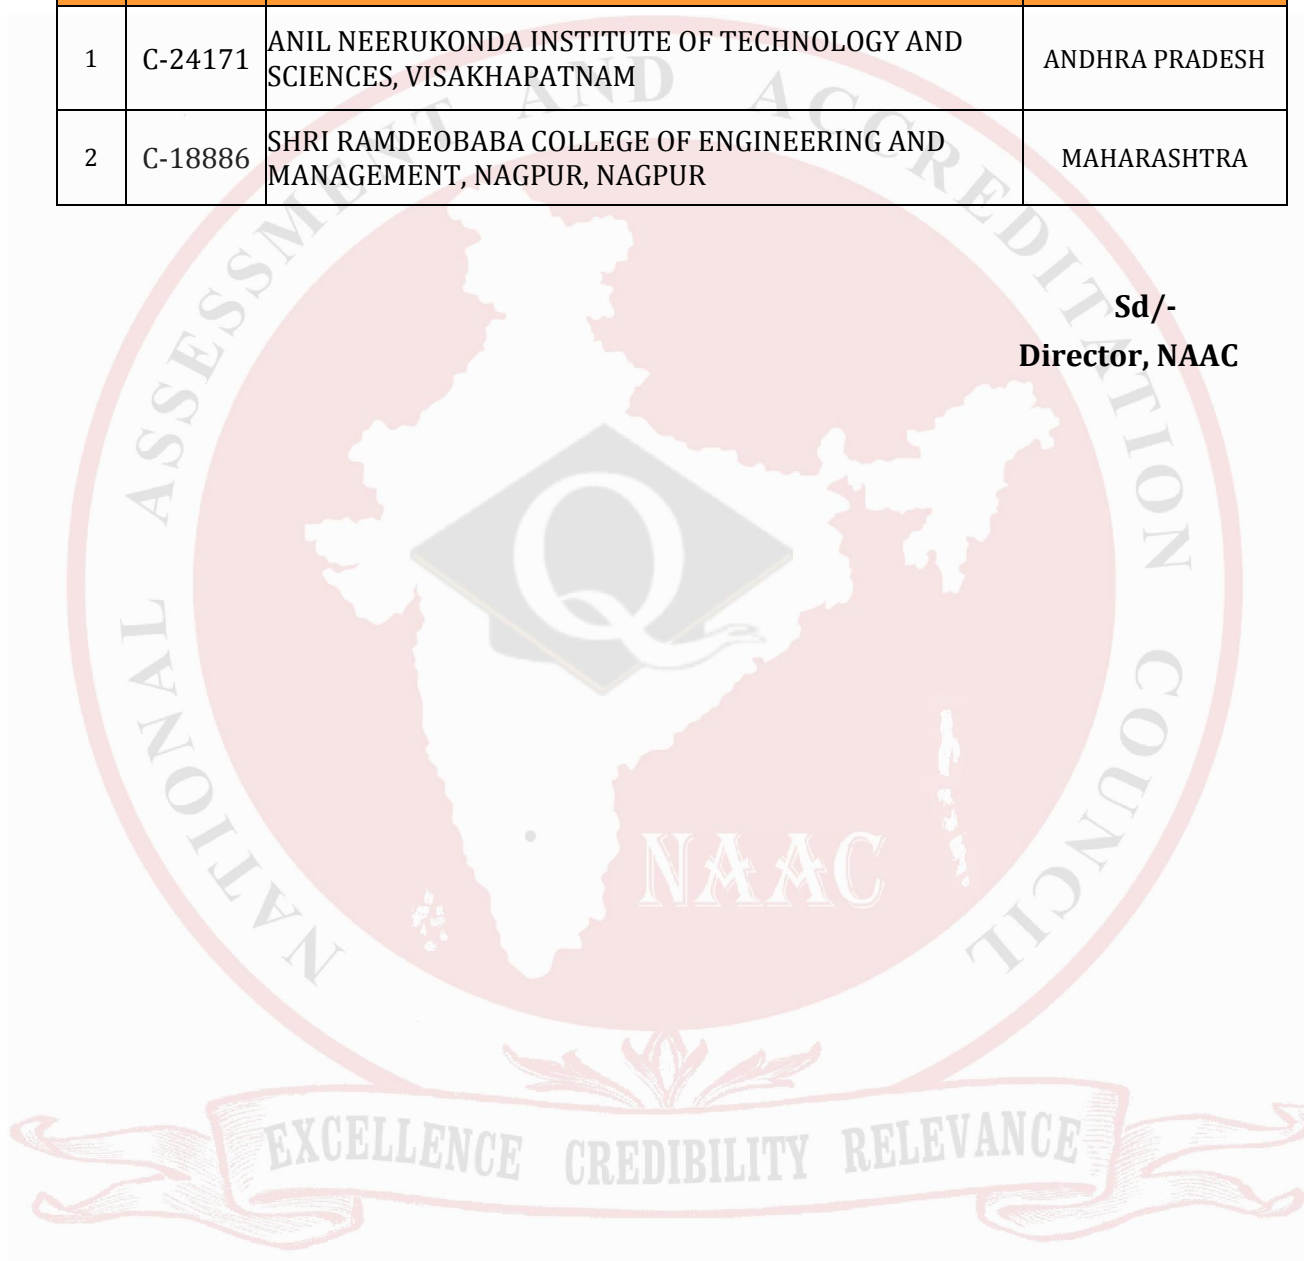 1 C-24171 ANIL NEERUKONDA INSTITUTE OF TECHNOLOGY AND
SCIENCES, VISAKHAPATNAM ANDHRA PRADESH
2 C-18886 SHRI RAMDEOBABA COLLEGE OF ENGINEERING AND
MANAGEMENT, NAGPUR, NAGPUR MAHARASHTRA
Sd/-
Director, NAAC
NATIONAL ASSESSMENT AND ACCREDITATION COUNCIL
Q
NAAC
EXCELLENCE CREDIBILITY RELEVANCE